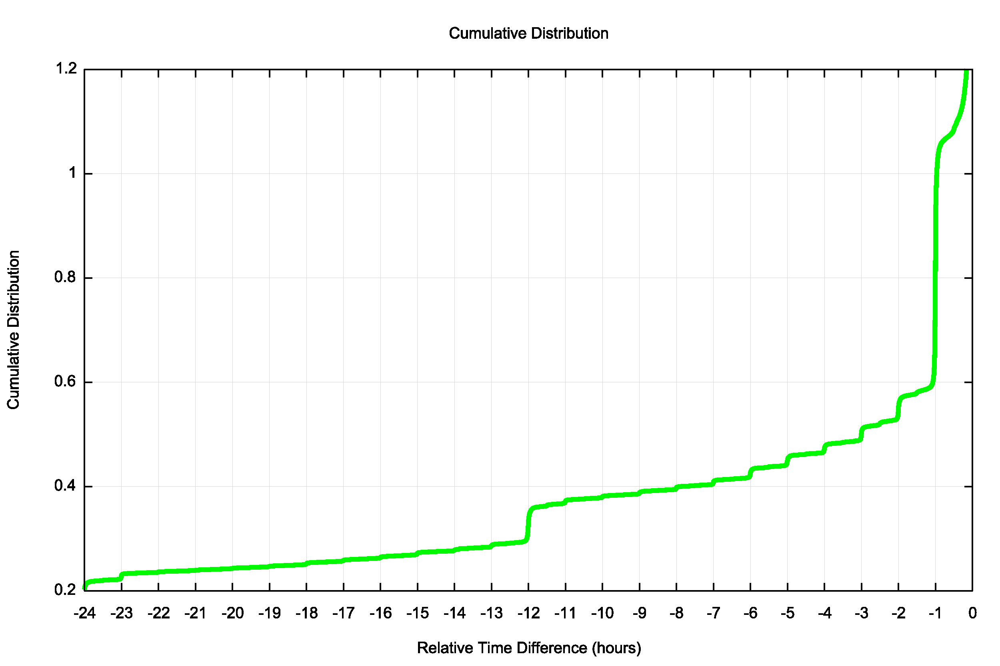 Cumulative Distribution
1.2
1
0.8
0.6
0.4
0.2
Cumulative Distribution
-24 -23 -22 -21 -20 -19 -18 -17 -16 -15 -14 -13 -12 -11 -10 -9 -8 -7 -6 -5 -4 -3 -2 -1 0
Relative Time Difference (hours)